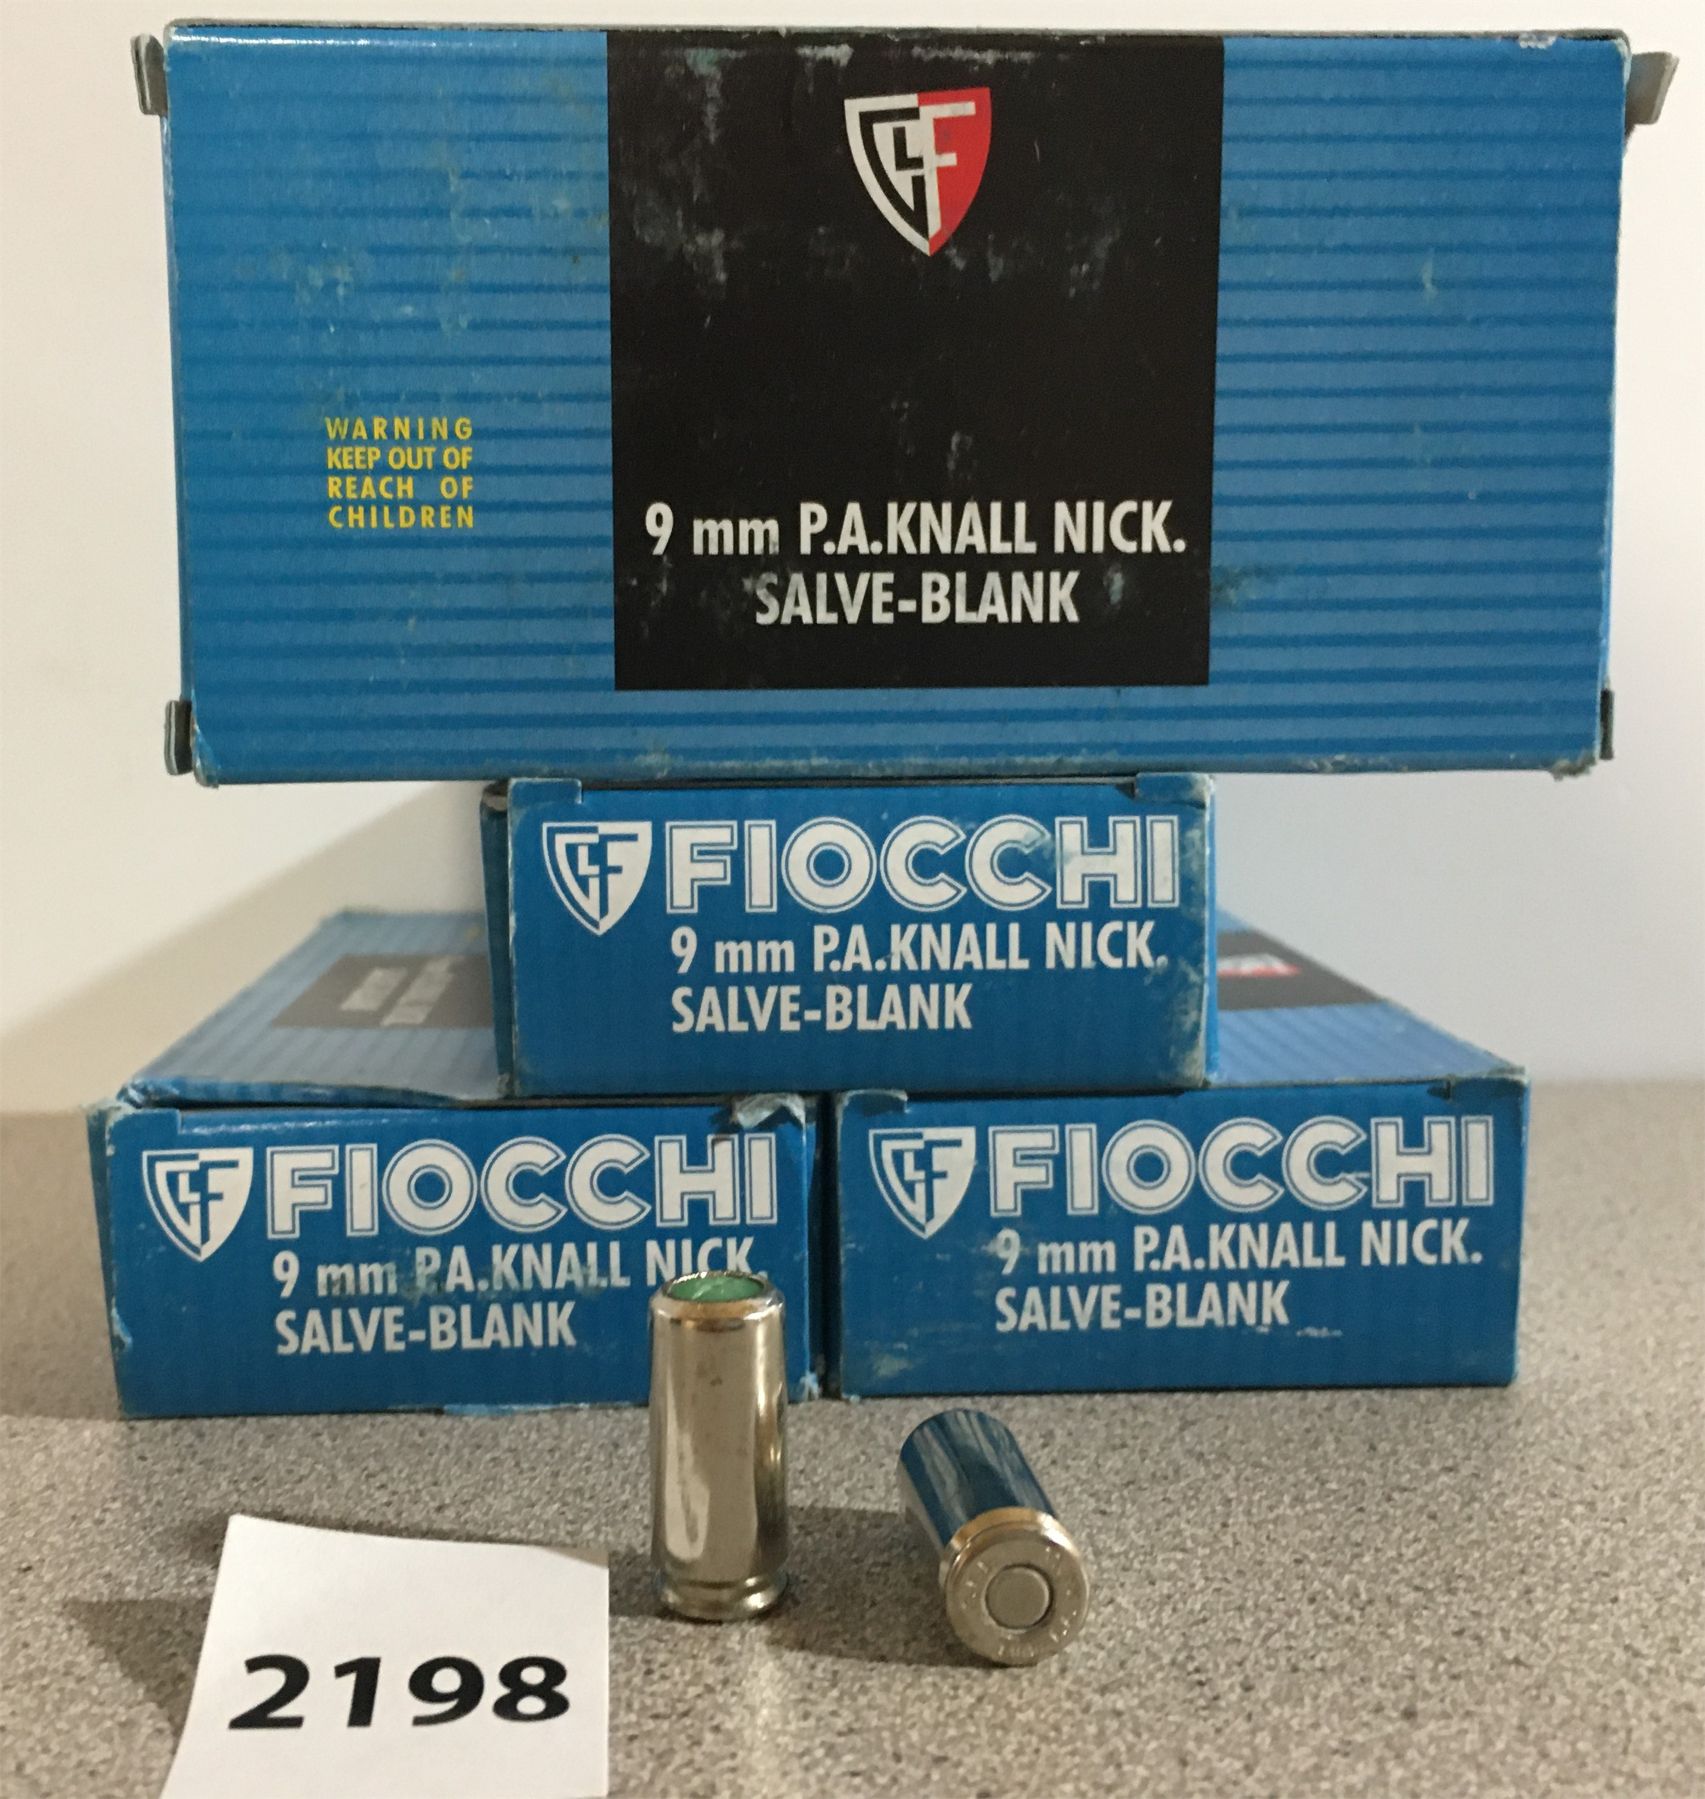 WARNING
KEEP OUT OF
REACH OF
CHILDREN
9 mm P.A.KNALL NICK.
SALVE-BLANK
FIOCCHI
9 mm P.A.KNALL NICK.
SALVE-BLANK
FIOCCHI
9 mm P.A.KNALL NICK.
SALVE-BLANK
FIOCCHI
9 mm P.A.KNALL NICK.
SALVE-BLANK
2198